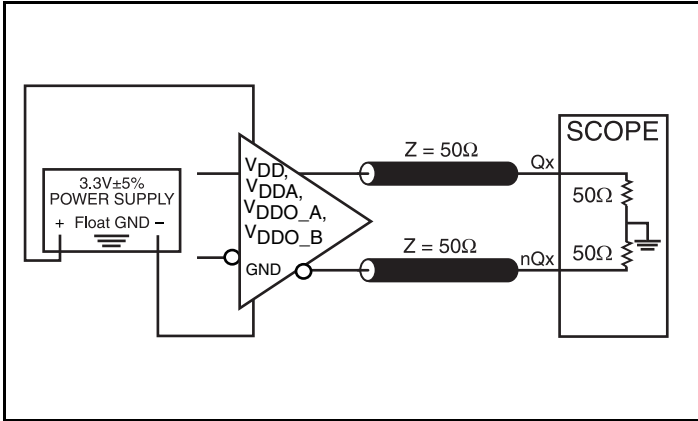 3.3V±5%
POWER SUPPLY
+ Float GND −
VDD,
VDDA,
VDDO_A,
VDDO_B
GND
Z = 50Ω
Qx
Z = 50Ω
nQx
SCOPE
50Ω
50Ω